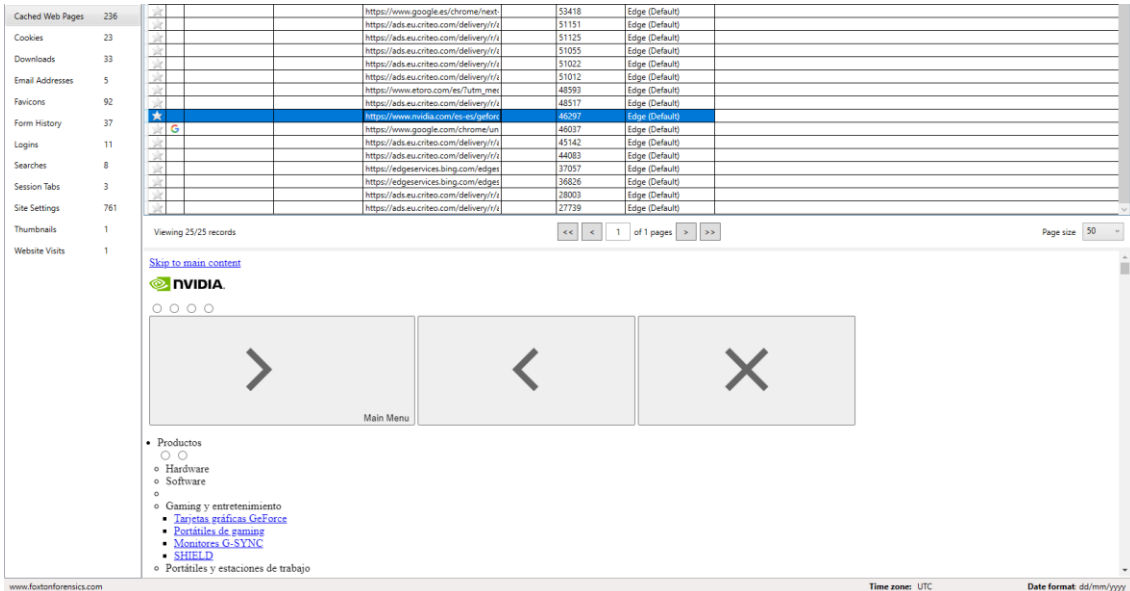 Cached Web Pages 236
Cookies 23
Downloads 33
Email Addresses 5
Favicons 92
Form History 37
Logins 11
Searches 8
Session Tabs 3
Site Settings 761
Thumbnails 1
Website Visits 1
https://www.google.es/chrome/next- 53418 Edge (Default)
https://ads.eu.criteo.com/delivery/r/a 51151 Edge (Default)
https://ads.eu.criteo.com/delivery/r/a 51125 Edge (Default)
https://ads.eu.criteo.com/delivery/r/a 51055 Edge (Default)
https://ads.eu.criteo.com/delivery/r/a 51022 Edge (Default)
https://ads.eu.criteo.com/delivery/r/a 51012 Edge (Default)
https://www.etoro.com/es/?utm_med 48593 Edge (Default)
https://ads.eu.criteo.com/delivery/r/a 48517 Edge (Default)
https://www.nvidia.com/es-es/geforc 46297 Edge (Default)
https://www.google.com/chrome/un 46037 Edge (Default)
https://ads.eu.criteo.com/delivery/r/a 45142 Edge (Default)
https://ads.eu.criteo.com/delivery/r/a 44083 Edge (Default)
https://edgeservices.bing.com/edges 37057 Edge (Default)
https://edgeservices.bing.com/edges 36826 Edge (Default)
https://ads.eu.criteo.com/delivery/r/a 28003 Edge (Default)
https://ads.eu.criteo.com/delivery/r/a 27739 Edge (Default)
Viewing 25/25 records << < 1 of 1 pages > >> Page size 50
Skip to main content
NVIDIA.
Main Menu
Productos
Hardware
Software
Gaming y entretenimiento
Tarjetas gráficas GeForce
Portátiles de gaming
Monitores G-SYNC
SHIELD
Portátiles y estaciones de trabajo
www.foxtonforensics.com Time zone: UTC Date format: dd/mm/yyyy